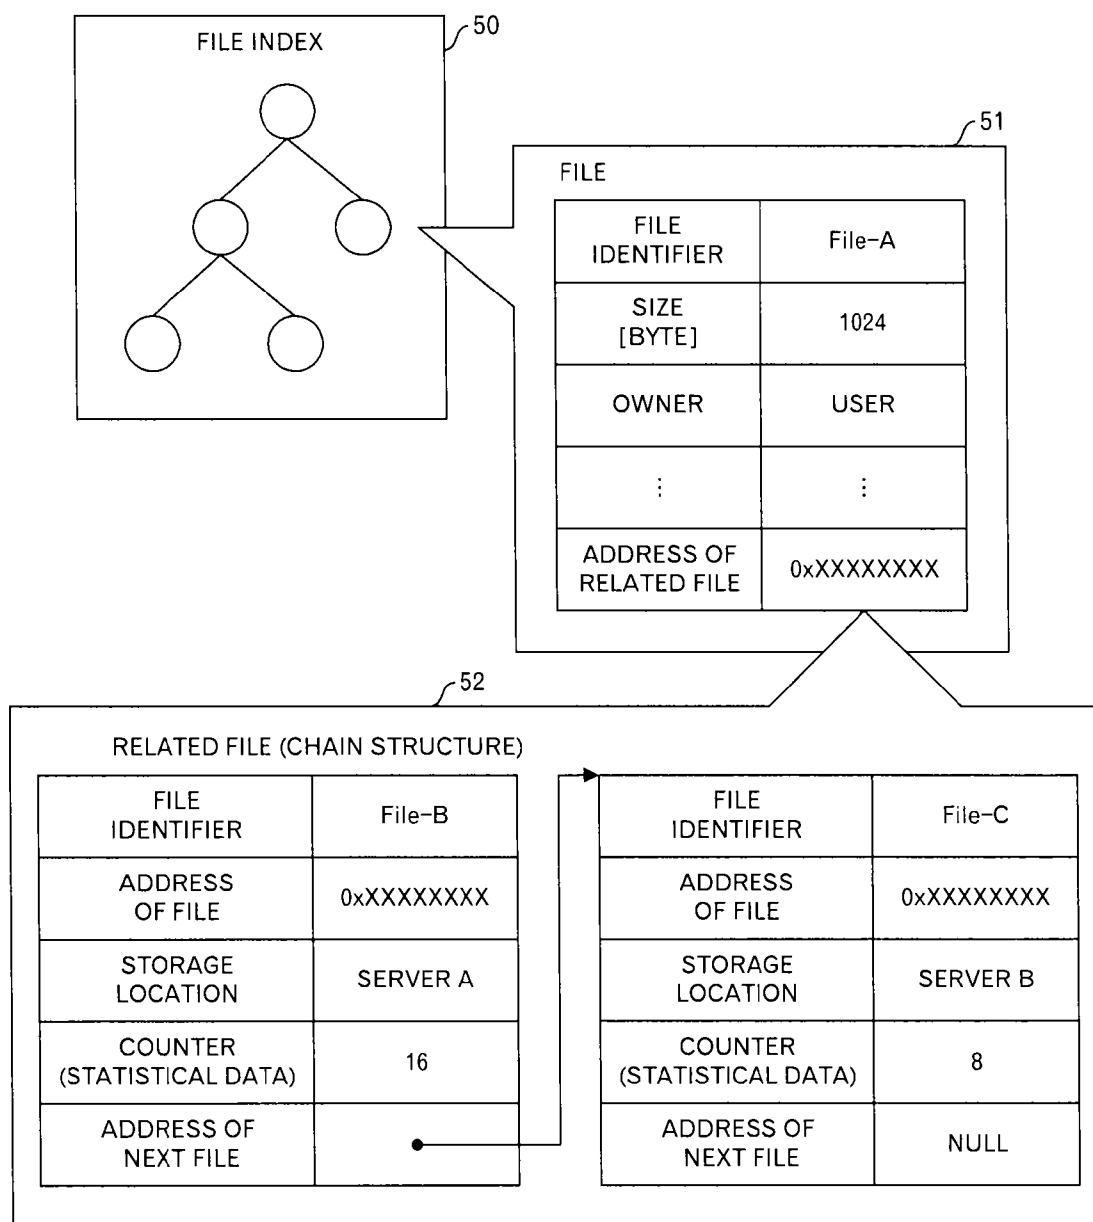 FILE INDEX
50
51
FILE
FILE
IDENTIFIER
File-A
SIZE
[BYTE]
1024
OWNER
USER
⋮
⋮
ADDRESS OF
RELATED FILE
0xXXXXXXXX
52
RELATED FILE (CHAIN STRUCTURE)
FILE
IDENTIFIER
File-B
ADDRESS
OF FILE
0xXXXXXXXX
STORAGE
LOCATION
SERVER A
COUNTER
(STATISTICAL DATA)
16
ADDRESS OF
NEXT FILE
FILE
IDENTIFIER
File-C
ADDRESS
OF FILE
0xXXXXXXXX
STORAGE
LOCATION
SERVER B
COUNTER
(STATISTICAL DATA)
8
ADDRESS OF
NEXT FILE
NULL